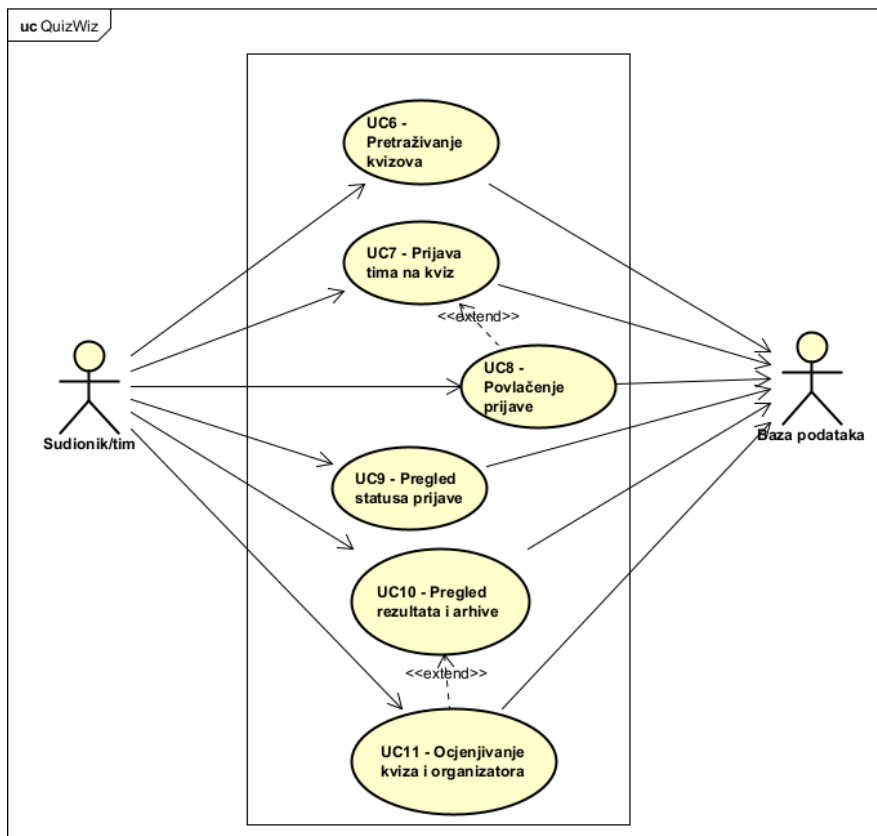 uc QuizWiz
UC6 -
Pretraživanje
kvizova
UC7 - Prijava
tima na kviz
<<extend>>
UC8 -
Povlačenje
prijave
Sudionik/tim
Baza podataka
UC9 - Pregled
statusa prijave
UC10 - Pregled
rezultata i arhive
<<extend>>
UC11 - Ocjenjivanje
kviza i organizatora